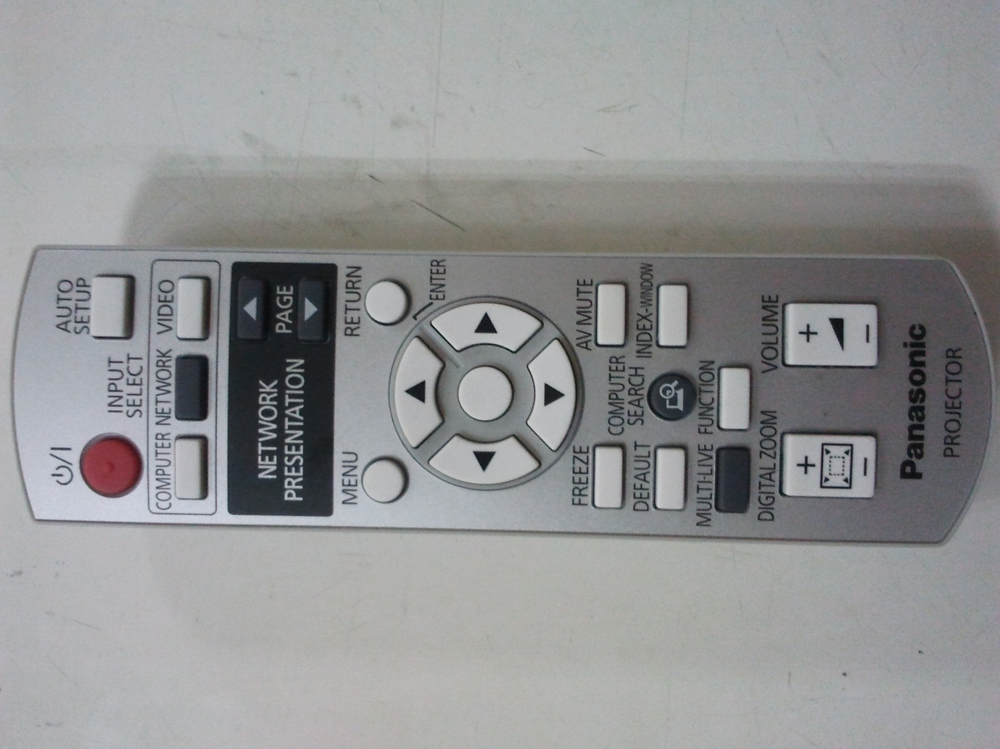 AUTO
SETUP
INPUT
SELECT
COMPUTER NETWORK VIDEO
NETWORK
PRESENTATION
PAGE
MENU
RETURN
ENTER
FREEZE
AV MUTE
COMPUTER
SEARCH
DEFAULT
INDEX-WINDOW
MULTI-LIVE
FUNCTION
DIGITAL ZOOM
VOLUME
+
-
+
-
Panasonic
PROJECTOR